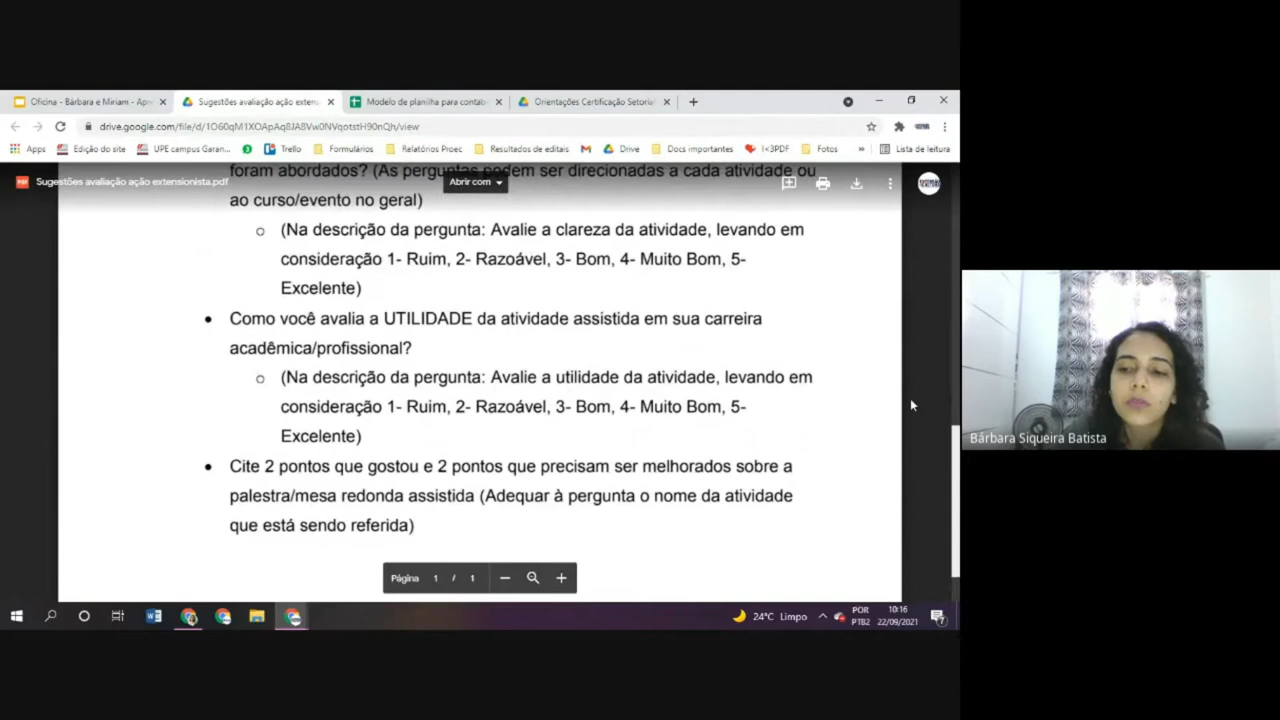 Oficina - Bárbara e Miriam - Apr
Sugestões avaliação ação extens
Modelo de planilha para contab
Orientações Certificação Setorial
drive.google.com/file/d/1O60qM1XOApAq8JA8Vw0NVqotstH90nQh/view
Apps
Edição do site
UPE campus Garan...
Trello
Formulários
Relatórios Proec
Resultados de editais
Drive
Docs importantes
I<3PDF
Fotos
»
Lista de leitura
foram abordados? (As perguntas podem ser direcionadas a cada atividade ou
PDF
Sugestões avaliação ação extensionista.pdf
Abrir com
ao curso/evento no geral)
(Na descrição da pergunta: Avalie a clareza da atividade, levando em
consideração 1- Ruim, 2- Razoável, 3- Bom, 4- Muito Bom, 5-
Excelente)
Como você avalia a UTILIDADE da atividade assistida em sua carreira
acadêmica/profissional?
(Na descrição da pergunta: Avalie a utilidade da atividade, levando em
consideração 1- Ruim, 2- Razoável, 3- Bom, 4- Muito Bom, 5-
Excelente)
Cite 2 pontos que gostou e 2 pontos que precisam ser melhorados sobre a
palestra/mesa redonda assistida (Adequar à pergunta o nome da atividade
que está sendo referida)
Página 1 / 1
24°C Limpo
POR
PTB2
10:16
22/09/2021
Bárbara Siqueira Batista